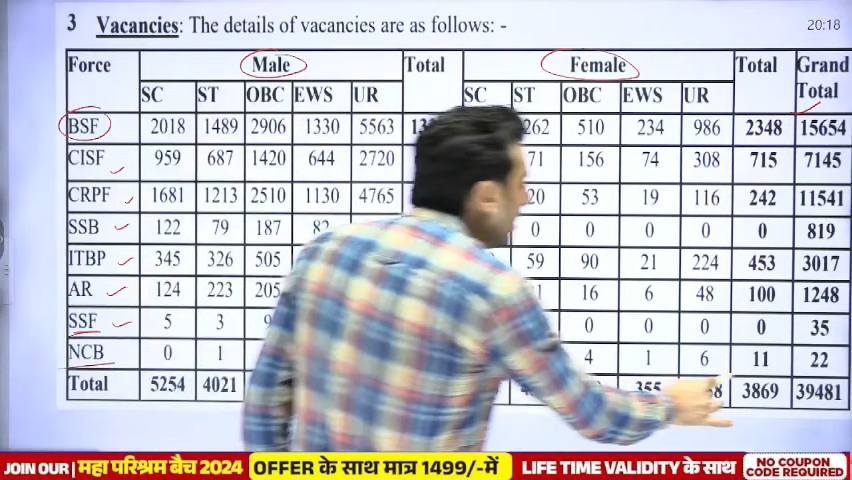 3 Vacancies: The details of vacancies are as follows: -
20:18
Force Male Total Female Total Grand Total
SC ST OBC EWS UR SC ST OBC EWS UR
BSF 2018 1489 2906 1330 5563 262 510 234 986 2348 15654
CISF 959 687 1420 644 2720 71 156 74 308 715 7145
CRPF 1681 1213 2510 1130 4765 20 53 19 116 242 11541
SSB 122 79 187 82 0 0 0 0 0 819
ITBP 345 326 505 59 90 21 224 453 3017
AR 124 223 205 16 6 48 100 1248
SSF 5 3 0 0 0 0 35
NCB 0 1 4 1 6 11 22
Total 5254 4021 355 3869 39481
JOIN OUR | महा परिश्रम बैच 2024 OFFER के साथ मात्र 1499/-में LIFE TIME VALIDITY के साथ NO COUPON
CODE REQUIRED